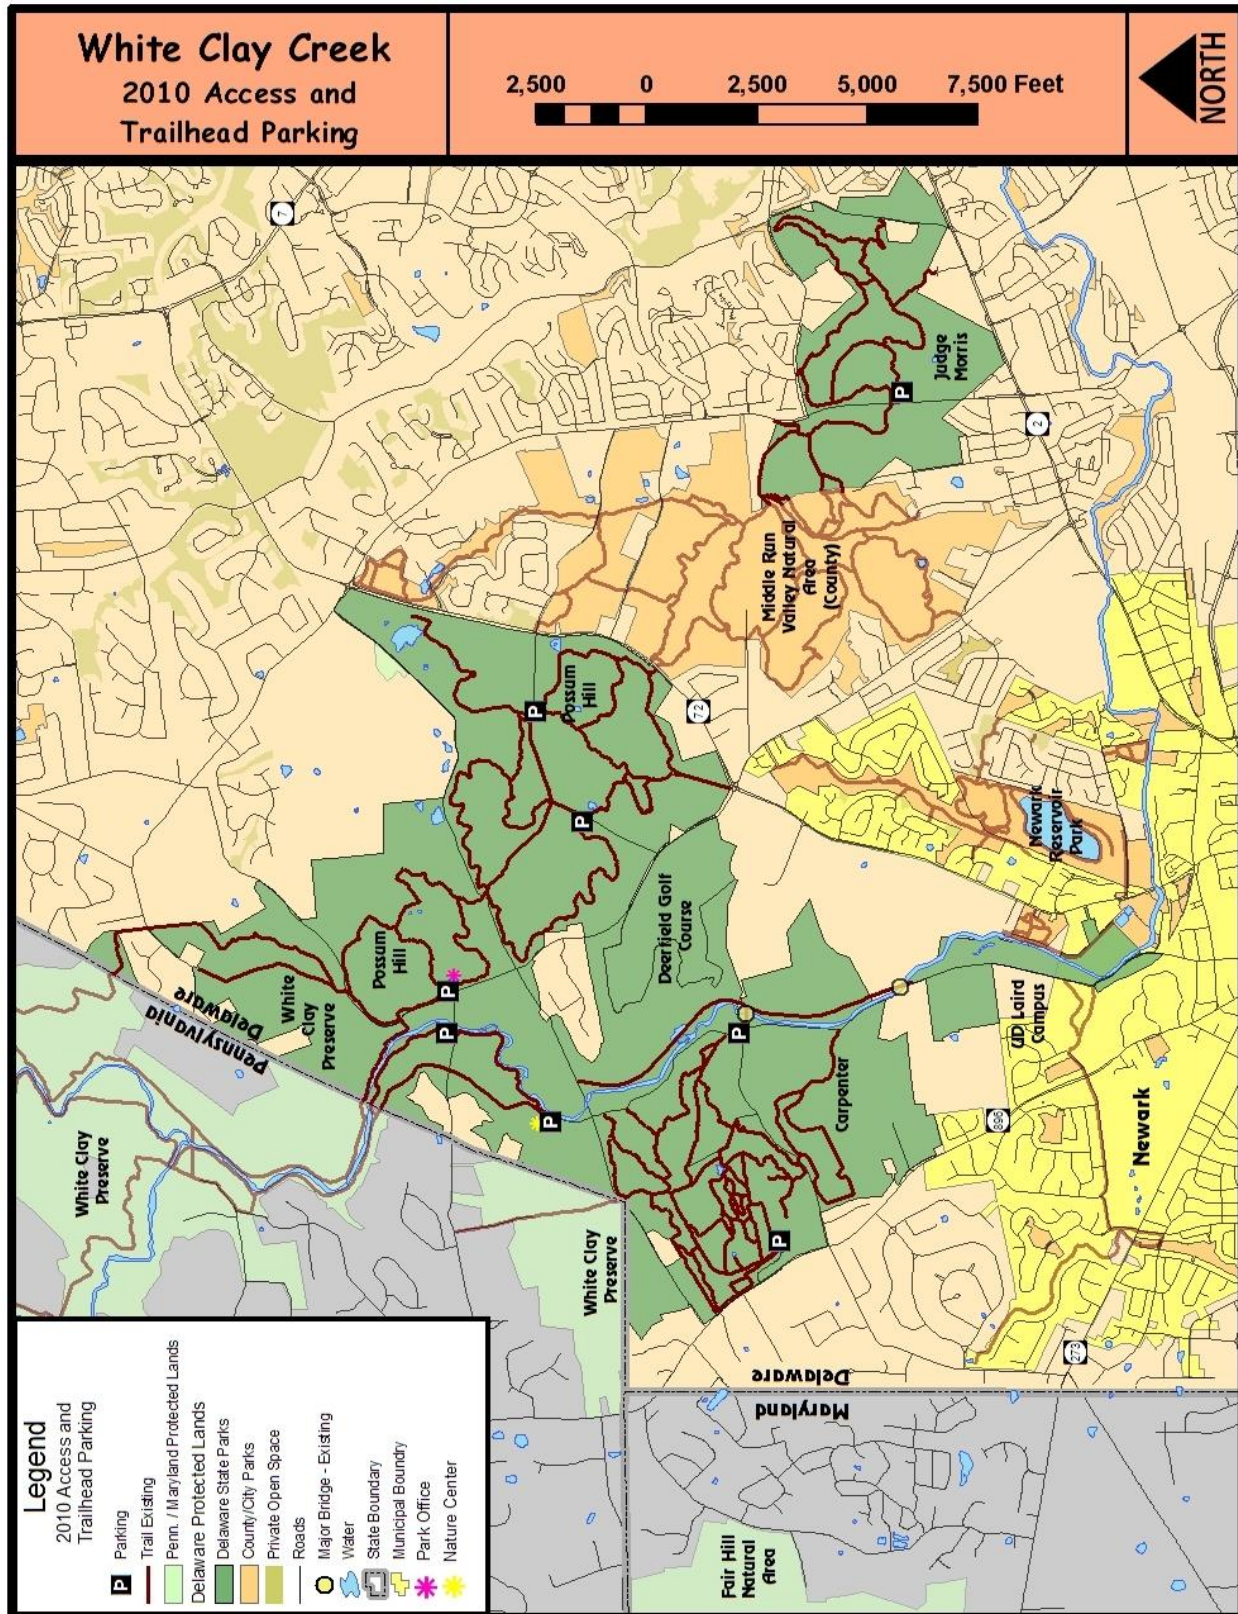 White Clay Creek
2010 Access and
Trailhead Parking
2,500 0 2,500 5,000 7,500 Feet
NORTH
7
Judge
Morris
P
2
Middle Run
Valley Natural
Area
(County)
P
Possum
Hill
72
P
Newark
Reservoir
Park
Deerfield Golf
Course
Possum
Hill
P
White
Clay
Preserve
Delaware
Pennsylvania
P
P
P
UD Laird
Campus
Carpenter
896
Newark
White Clay
Preserve
P
White Clay
Preserve
273
Delaware
Maryland
Fair Hill
Natural
Area
Legend
2010 Access and
Trailhead Parking
P Parking
Trail Existing
Penn. / Maryland Protected Lands
Delaware Protected Lands
Delaware State Parks
County/City Parks
Private Open Space
Roads
Major Bridge - Existing
Water
State Boundary
Municipal Boundry
Park Office
Nature Center